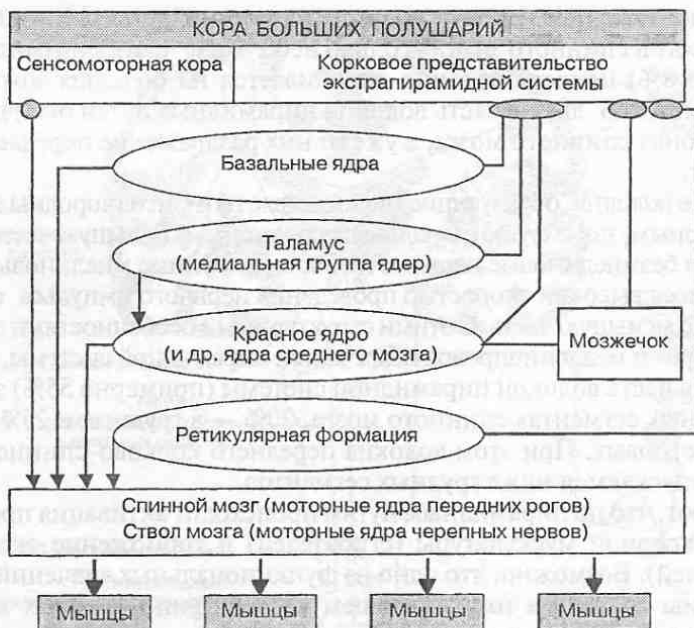 КОРА БОЛЬШИХ ПОЛУШАРИЙ
Сенсомоторная кора
Корковое представительство
экстрапирамидной системы
Базальные ядра
Таламус
(медиальная группа ядер)
Красное ядро
(и др. ядра среднего мозга)
Мозжечок
Ретикулярная формация
Спинной мозг (моторные ядра передних рогов)
Ствол мозга (моторные ядра черепных нервов)
Мышцы
Мышцы
Мышцы
Мышцы